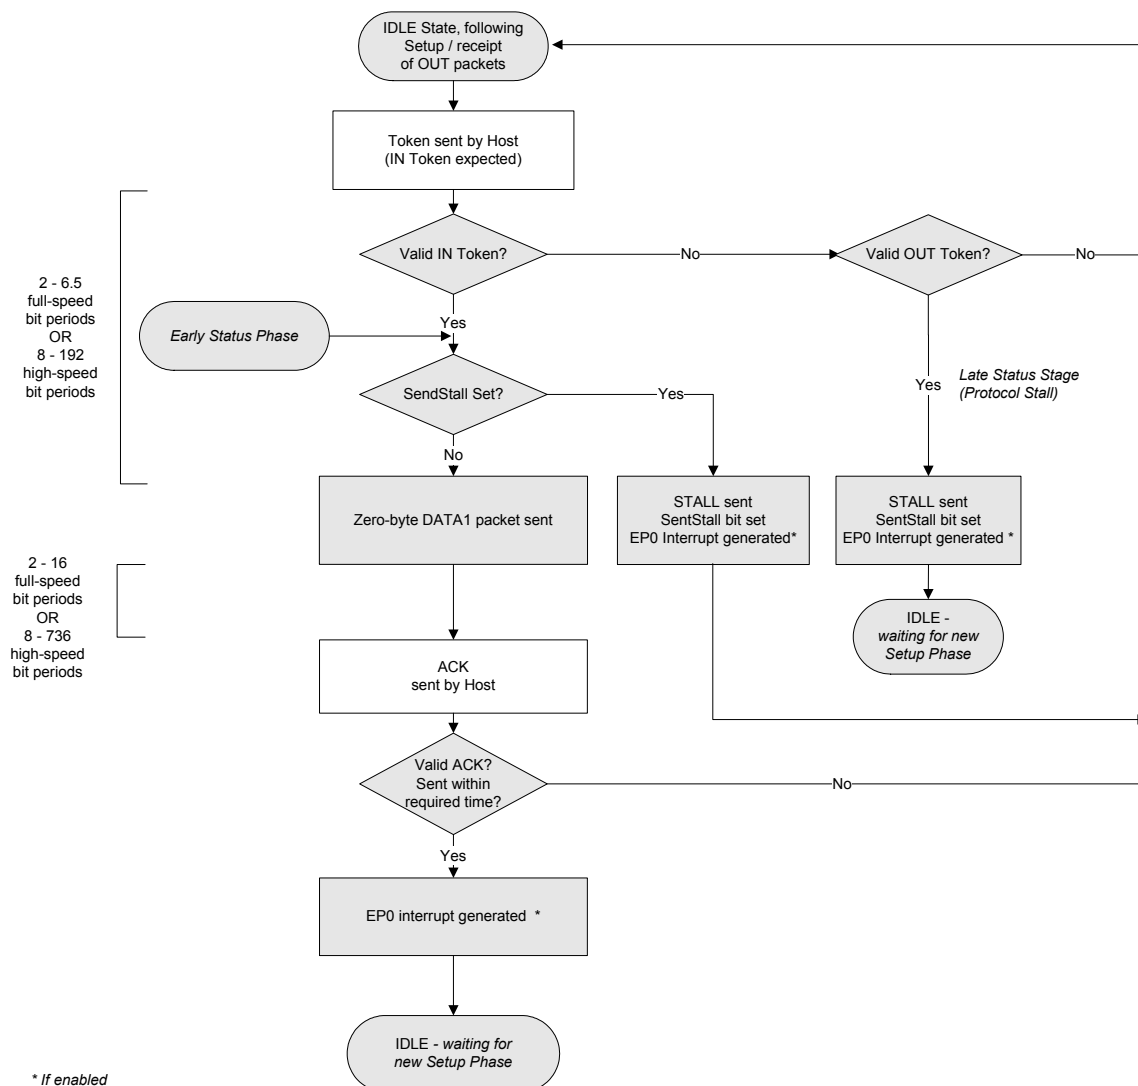 IDLE State, following
Setup / receipt
of OUT packets
Token sent by Host
(IN Token expected)
Valid IN Token?
No
Valid OUT Token?
No
2 - 6.5
full-speed
bit periods
OR
8 - 192
high-speed
bit periods
Yes
Early Status Phase
SendStall Set?
Yes
Yes
Late Status Stage
(Protocol Stall)
No
Zero-byte DATA1 packet sent
STALL sent
SentStall bit set
EP0 Interrupt generated*
STALL sent
SentStall bit set
EP0 Interrupt generated *
2 - 16
full-speed
bit periods
OR
8 - 736
high-speed
bit periods
IDLE -
waiting for new
Setup Phase
ACK
sent by Host
Valid ACK?
Sent within
required time?
No
Yes
EP0 interrupt generated *
IDLE - waiting for
new Setup Phase
* If enabled